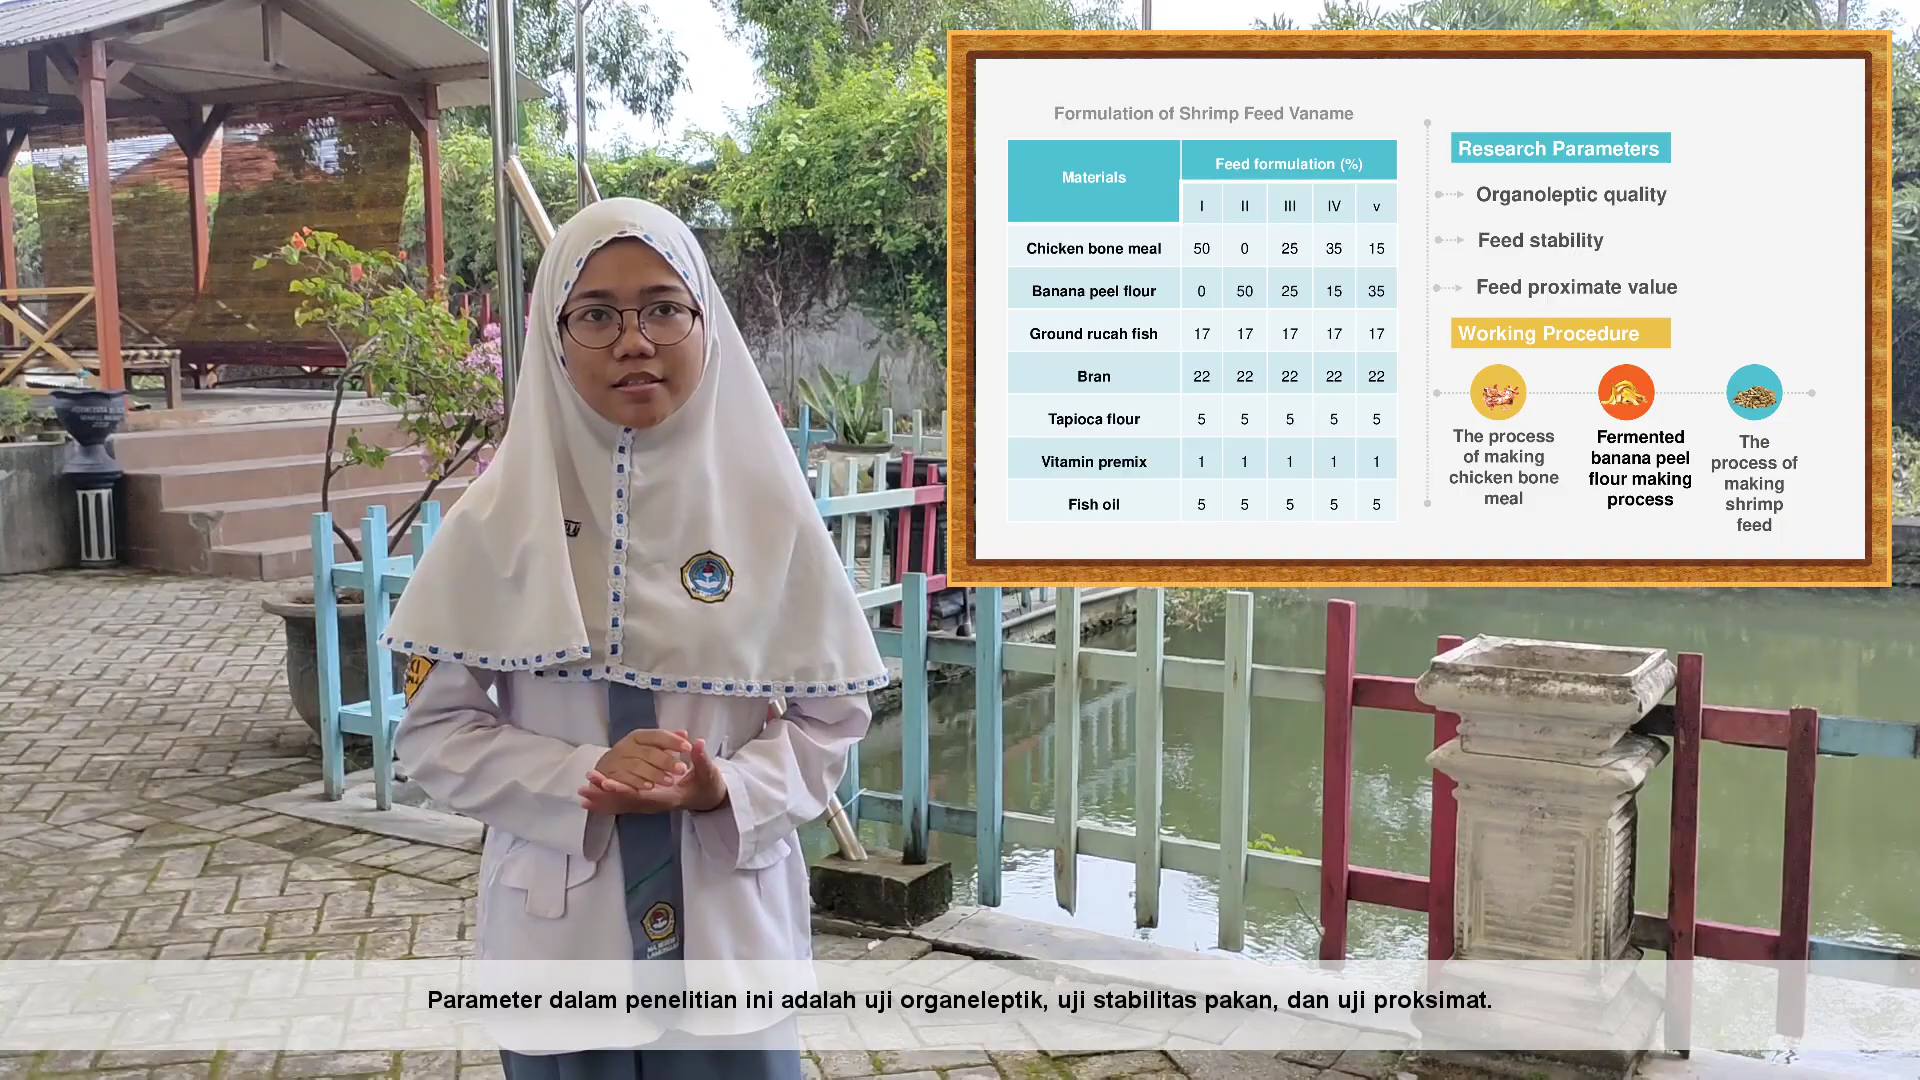 Formulation of Shrimp Feed Vaname
Materials
Feed formulation (%)
I II III IV v
Chicken bone meal 50 0 25 35 15
Banana peel flour 0 50 25 15 35
Ground rucah fish 17 17 17 17 17
Bran 22 22 22 22 22
Tapioca flour 5 5 5 5 5
Vitamin premix 1 1 1 1 1
Fish oil 5 5 5 5 5
Research Parameters
Organoleptic quality
Feed stability
Feed proximate value
Working Procedure
The process
of making
chicken bone
meal
Fermented
banana peel
flour making
process
The
process of
making
shrimp
feed
Parameter dalam penelitian ini adalah uji organeleptik, uji stabilitas pakan, dan uji proksimat.